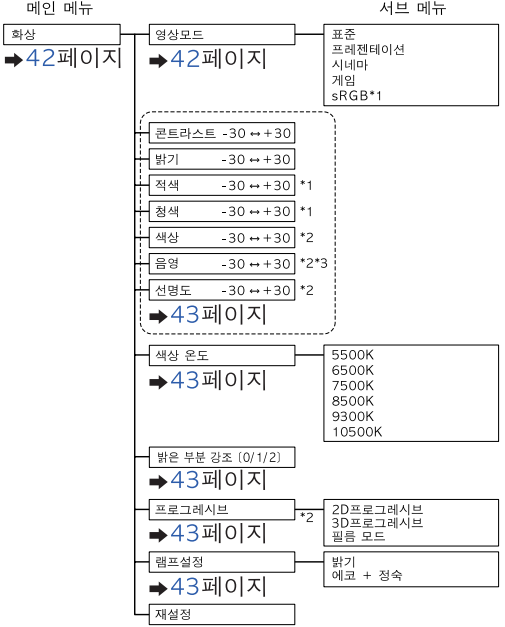 메인 메뉴
서브 메뉴
화상
➡42페이지
영상모드
➡42페이지
표준
프레젠테이션
시네마
게임
sRGB*1
콘트라스트 -30 ↔ +30
밝기 -30 ↔ +30
적색 -30 ↔ +30 *1
청색 -30 ↔ +30 *1
색상 -30 ↔ +30 *2
음영 -30 ↔ +30 *2*3
선명도 -30 ↔ +30 *2
➡43페이지
색상 온도
➡43페이지
5500K
6500K
7500K
8500K
9300K
10500K
밝은 부분 강조 (0/1/2)
➡43페이지
프로그레시브 *2
➡43페이지
2D프로그레시브
3D프로그레시브
필름 모드
램프설정
➡43페이지
밝기
에코 + 정숙
재설정